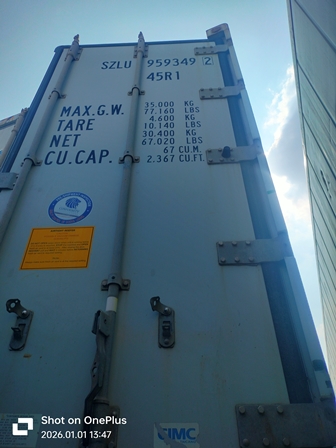 SZLU 959349 2
45R1
MAX.G.W. 35.000 KG
77.160 LBS
TARE 4.600 KG
10.140 LBS
NET 30.400 KG
67.020 LBS
CU.CAP. 67 CU.M.
2.367 CU.FT.
CIMC
Shot on OnePlus
2026.01.01 13:47